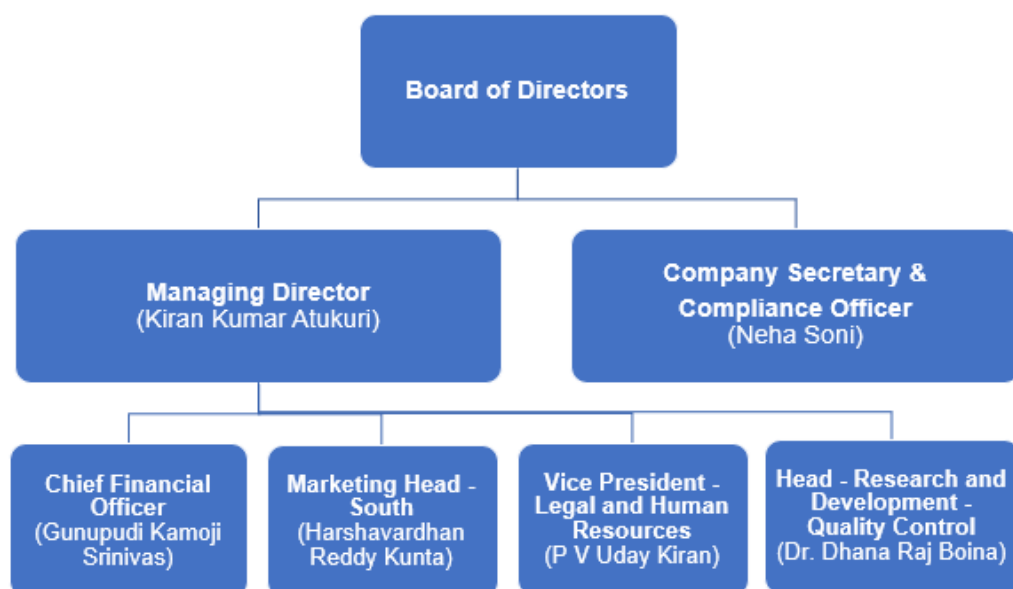 Board of Directors
Managing Director
(Kiran Kumar Atukuri)
Company Secretary &
Compliance Officer
(Neha Soni)
Chief Financial
Officer
(Gunupudi Kamoji
Srinivas)
Marketing Head -
South
(Harshavardhan
Reddy Kunta)
Vice President -
Legal and Human
Resources
(P V Uday Kiran)
Head - Research and
Development -
Quality Control
(Dr. Dhana Raj Boina)